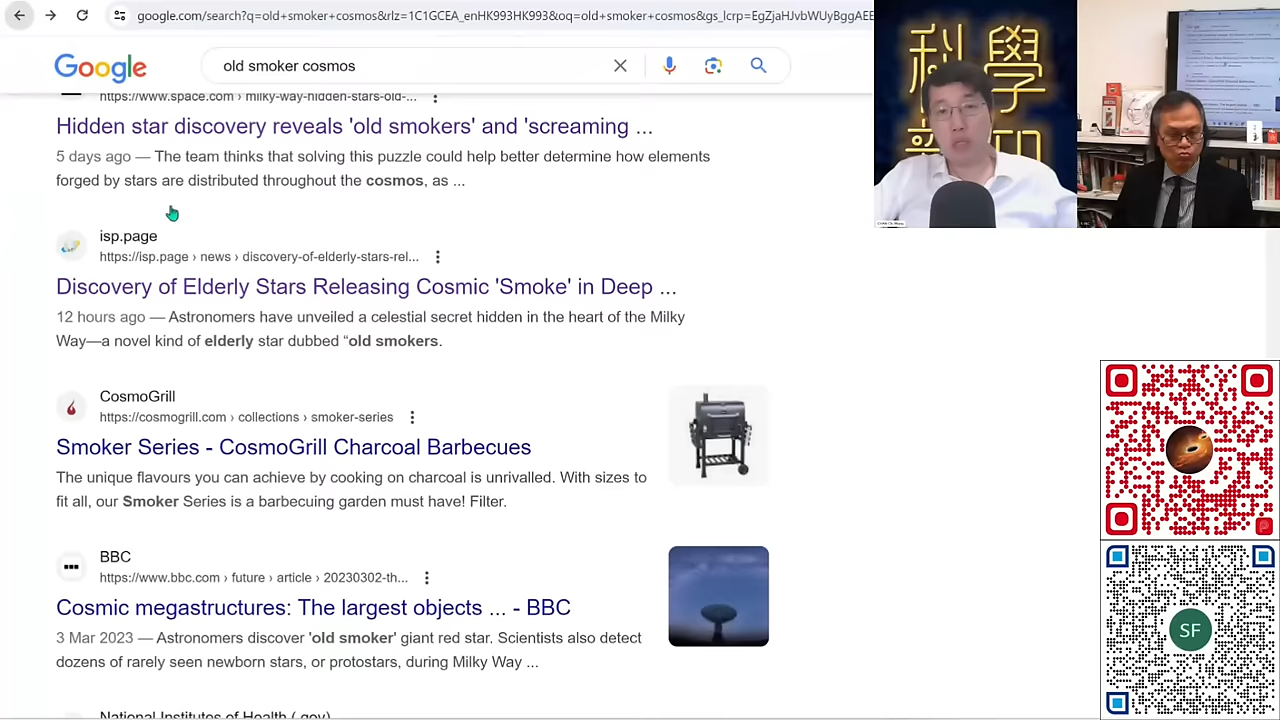 google.com/search?q=old+smoker+cosmos&rlz=1C1GCEA_en
=old+smoker+cosmos&gs_lcrp=EgZjaHJvbWUyBggAEE
Google
old smoker cosmos
https://www.space.com › milky-way-hidden-old-...
Hidden star discovery reveals 'old smokers' and screaming ...
5 days ago — The team thinks that solving this puzzle could help better determine how elements
forged by stars are distributed throughout the cosmos, as ...
isp.page
https://isp.page › news › discovery-of-elderly-stars-rel...
Discovery of Elderly Stars Releasing Cosmic 'Smoke' in Deep ...
12 hours ago — Astronomers have unveiled a celestial secret hidden in the heart of the Milky
Way—a novel kind of elderly star dubbed “old smokers.
CosmoGrill
https://cosmogrill.com › collections › smoker-series
Smoker Series - CosmoGrill Charcoal Barbecues
The unique flavours you can achieve by cooking on charcoal is unrivalled. With sizes to
fit all, our Smoker Series is a barbecuing garden must have! Filters.
BBC
https://www.bbc.com › future › article › 20230302-th...
Cosmic megastructures: The largest objects ... - BBC
3 Mar 2023 — Astronomers discover 'old smoker' giant red star. Scientists also detect
dozens of rarely seen newborn stars, or protostars, during Milky Way ...
National Institutes of Health (.gov)
科學
SF